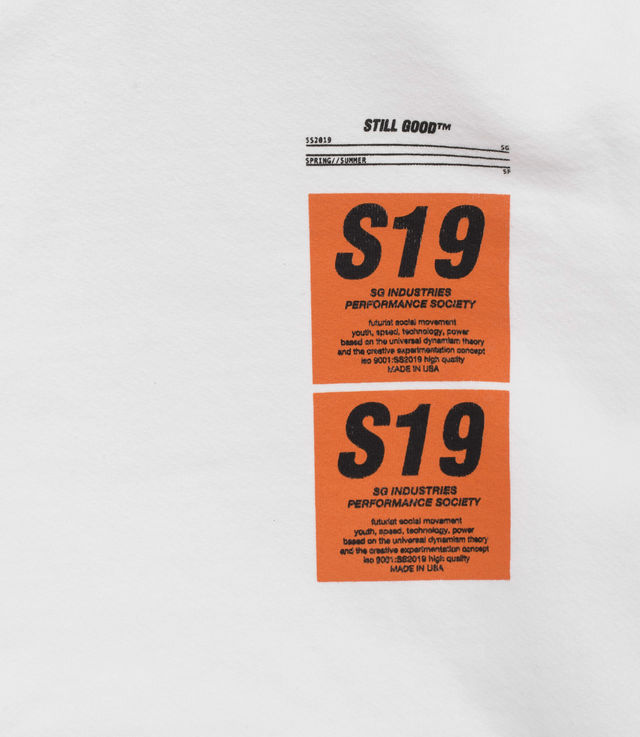 STILL GOOD™
SS2019
SG
SPRING//SUMMER
SF
S19
SG INDUSTRIES
PERFORMANCE SOCIETY
futurist social movement
youth, speed, technology, power
based on the universal dynamism theory
and the creative experimentation concept
iso 9001:SS2019 high quality
MADE IN USA
S19
SG INDUSTRIES
PERFORMANCE SOCIETY
futurist social movement
youth, speed, technology, power
based on the universal dynamism theory
and the creative experimentation concept
iso 9001:SS2019 high quality
MADE IN USA